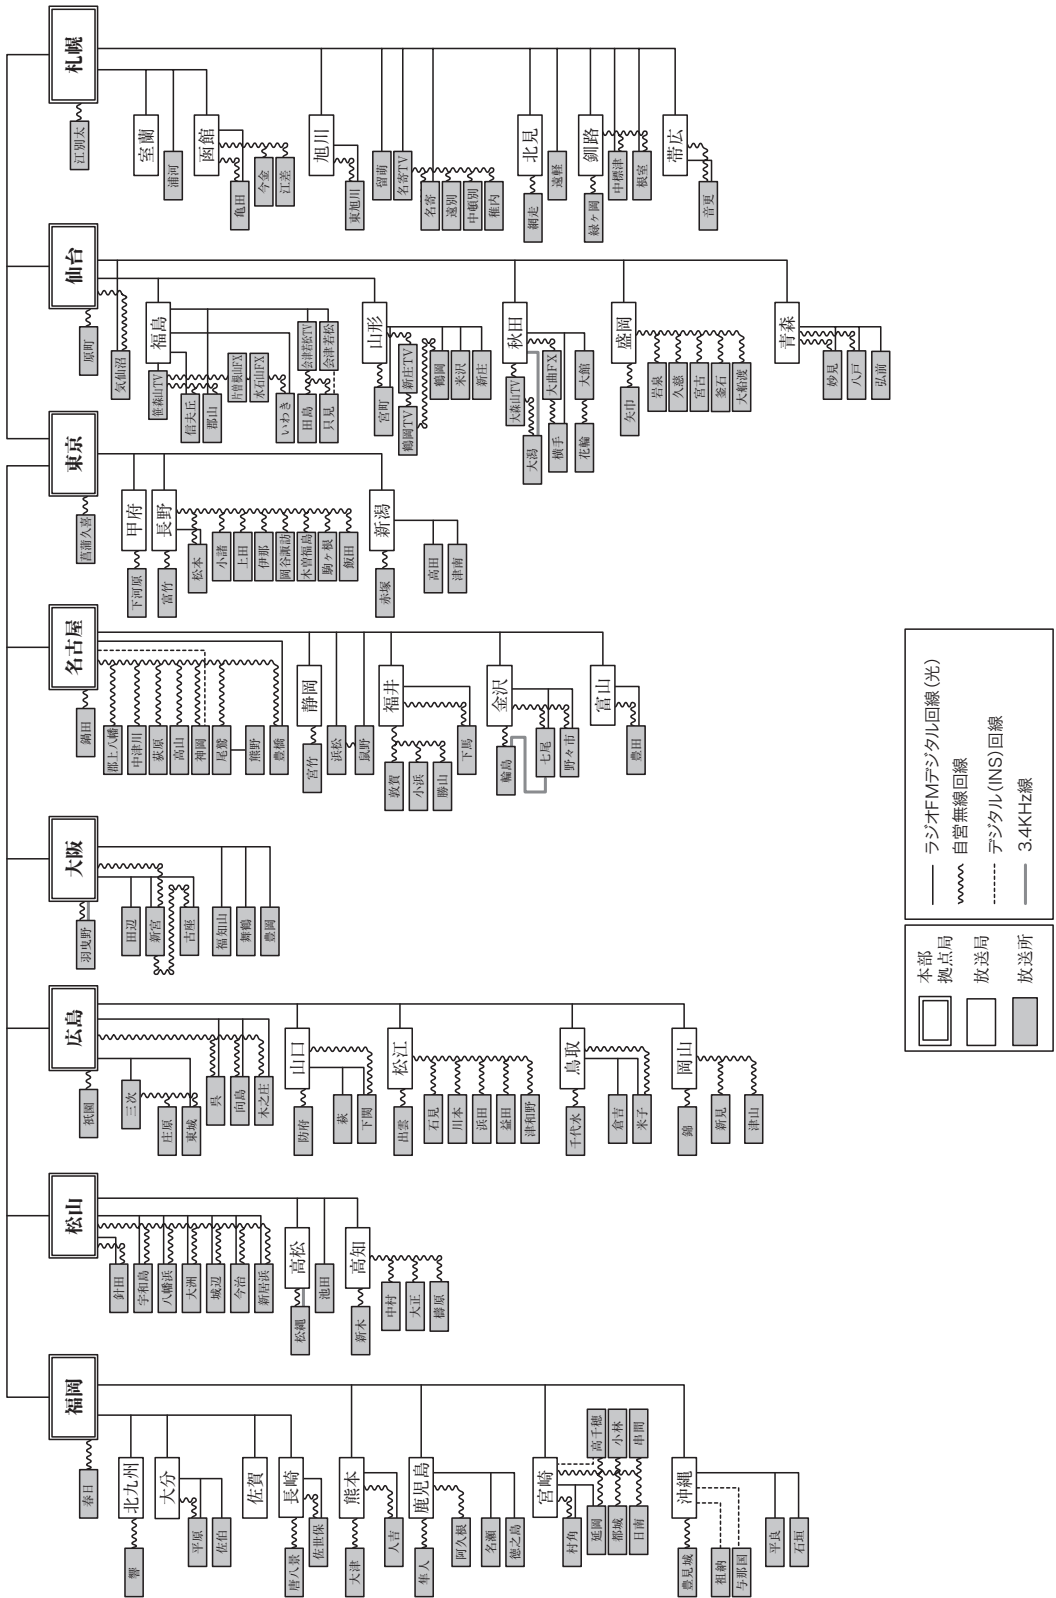 札幌
江別太
室蘭
浦河
函館
亀田
今金
江差
旭川
東旭川
留萌
名寄TV
名寄
遠別
中頓別
稚内
北見
網走
遠軽
釧路
緑ヶ岡
中標津
根室
帯広
音更
仙台
原町
気仙沼
福島
笹森山TV
信夫丘
郡山
片曽根山FX
水石山FX
いわき
会津若松TV
会津若松
田島
只見
山形
宮町
新庄TV
鶴岡TV
鶴岡
米沢
新庄
秋田
大森山TV
大潟
大曲FX
横手
大館
花輪
盛岡
矢巾
岩泉
久慈
宮古
釜石
大船渡
青森
妙見
八戸
弘前
東京
菖蒲久喜
甲府
下河原
長野
富竹
松本
小諸
上田
伊那
岡谷諏訪
木曽福島
駒ヶ根
飯田
新潟
赤塚
高田
津南
名古屋
鍋田
郡上八幡
中津川
荻原
高山
神岡
尾鷲
熊野
豊橋
静岡
宮竹
浜松
鼠野
福井
敦賀
小浜
勝山
下馬
金沢
輪島
七尾
野々市
富山
豊田
大阪
羽曳野
田辺
新宮
古座
福知山
舞鶴
豊岡
広島
祇園
三次
庄原
東城
呉
向島
木之庄
山口
防府
萩
下関
松江
出雲
石見
川本
浜田
益田
津和野
鳥取
千代水
倉吉
米子
岡山
錦
新見
津山
松山
針田
宇和島
八幡浜
大洲
城辺
今治
新居浜
高松
松縄
池田
高知
新木
中村
大正
檮原
福岡
春日
北九州
響
大分
平原
佐伯
佐賀
長崎
唐八景
佐世保
熊本
大津
人吉
鹿児島
隼人
阿久根
名瀬
徳之島
宮崎
村角
高千穂
小林
串間
延岡
都城
日南
沖縄
豊見城
祖納
与那国
平良
石垣
本部
拠点局
放送局
放送所
ラジオFMデジタル回線(光)
自営無線回線
デジタル(INS)回線
3.4KHz線